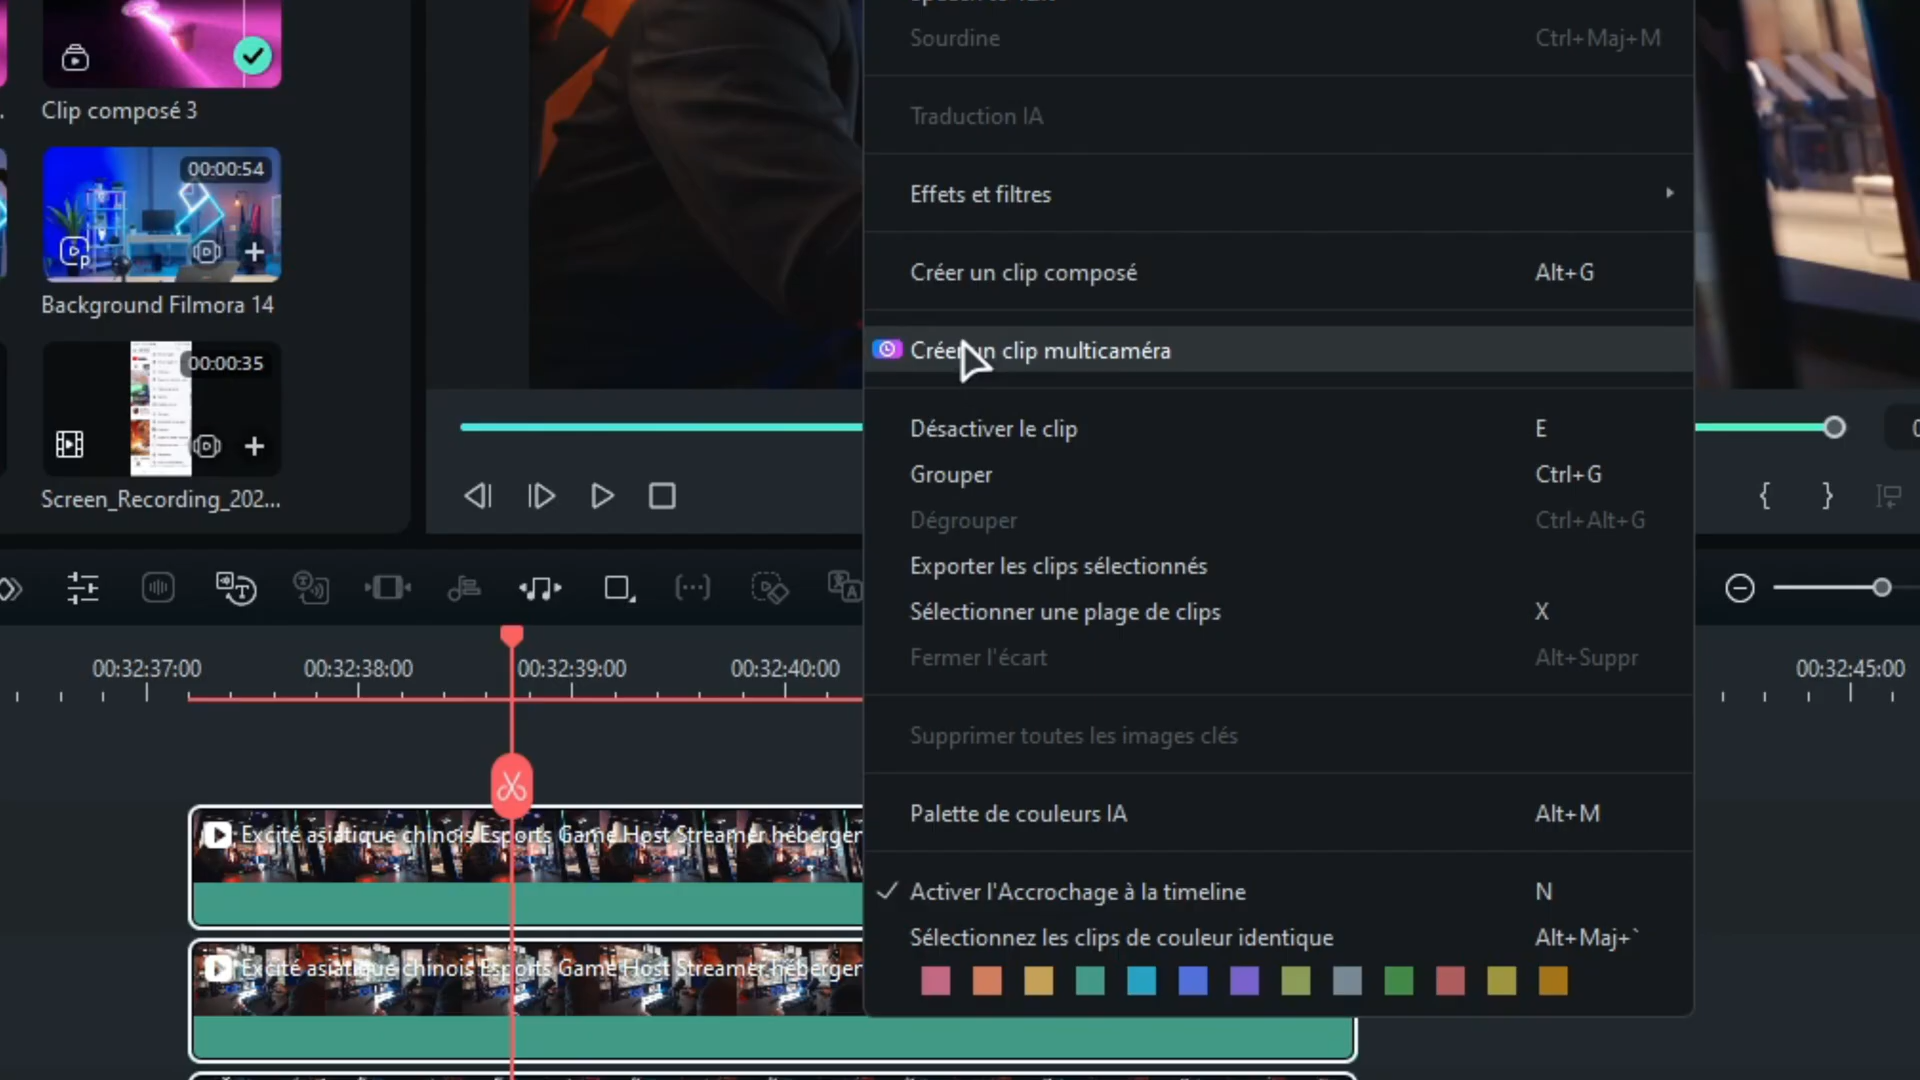 Sourdine Ctrl+Maj+M
Traduction IA
Effets et filtres
Créer un clip composé Alt+G
Créer un clip multicaméra
Désactiver le clip E
Grouper Ctrl+G
Dégrouper Ctrl+Alt+G
Exporter les clips sélectionnés
Sélectionner une plage de clips X
Fermer l'écart Alt+Suppr
Supprimer toutes les images clés
Palette de couleurs IA Alt+M
Activer l'Accrochage à la timeline N
Sélectionnez les clips de couleur identique Alt+Maj+`
Clip composé 3
00:00:54
Background Filmora 14
00:00:35
Screen_Recording_202...
00:32:37:00 00:32:38:00 00:32:39:00 00:32:40:00 00:32:45:00
Excité asiatique chinois Esports Game Host Streamer héberger
Excité asiatique chinois Esports Game Host Streamer héberger